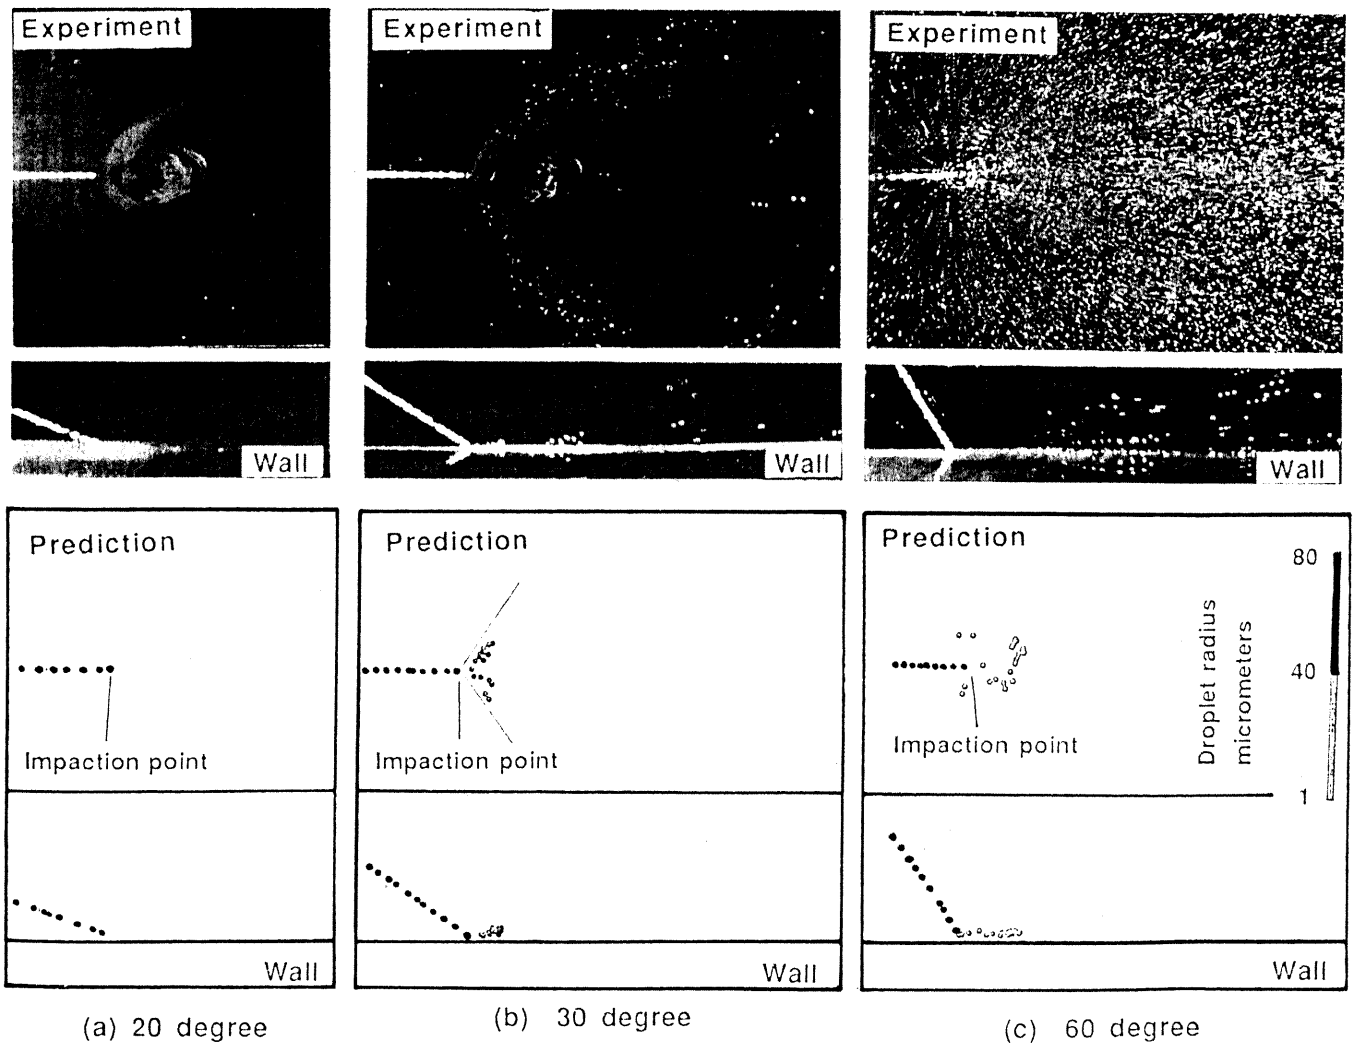 Experiment
Experiment
Experiment
Wall
Wall
Wall
Prediction
Impaction point
Wall
Prediction
Impaction point
Wall
Prediction
Impaction point
Droplet radius
micrometers
80
40
1
Wall
(a) 20 degree
(b) 30 degree
(c) 60 degree